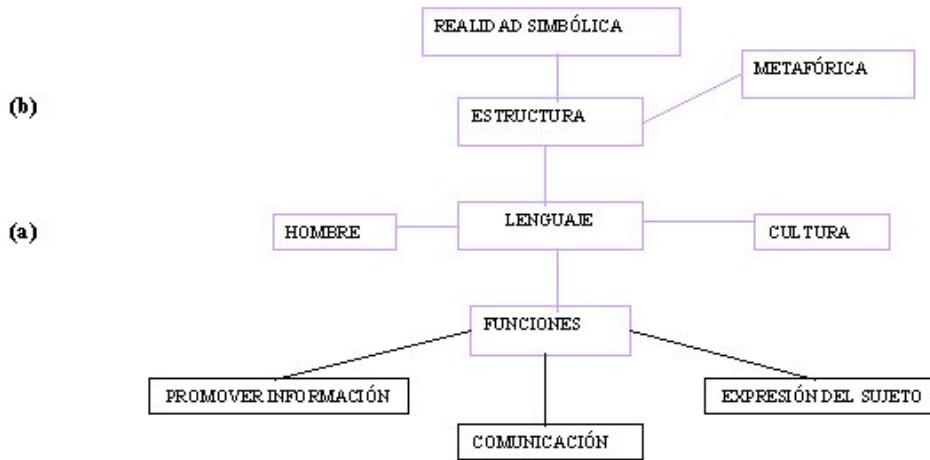 REALIDAD SIMBÓLICA
METAFÓRICA
(b)
ESTRUCTURA
(a)
HOMBRE
LENGUAJE
CULTURA
FUNCIONES
PROMOVER INFORMACIÓN
EXPRESIÓN DEL SUJETO
COMUNICACIÓN